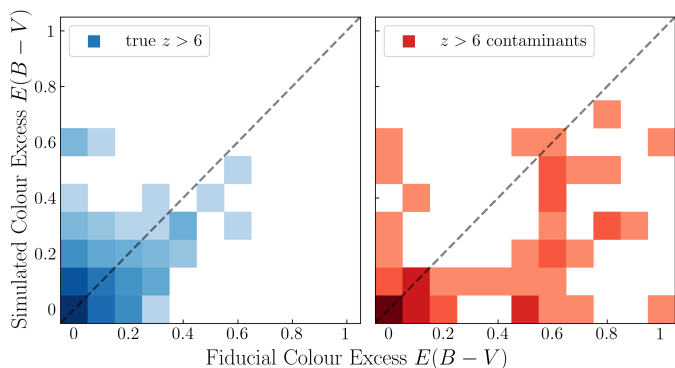 true z > 6
z > 6 contaminants
Simulated Colour Excess E(B − V)
1
0.8
0.6
0.4
0.2
0
0 0.2 0.4 0.6 0.8 1
0 0.2 0.4 0.6 0.8 1
Fiducial Colour Excess E(B − V)